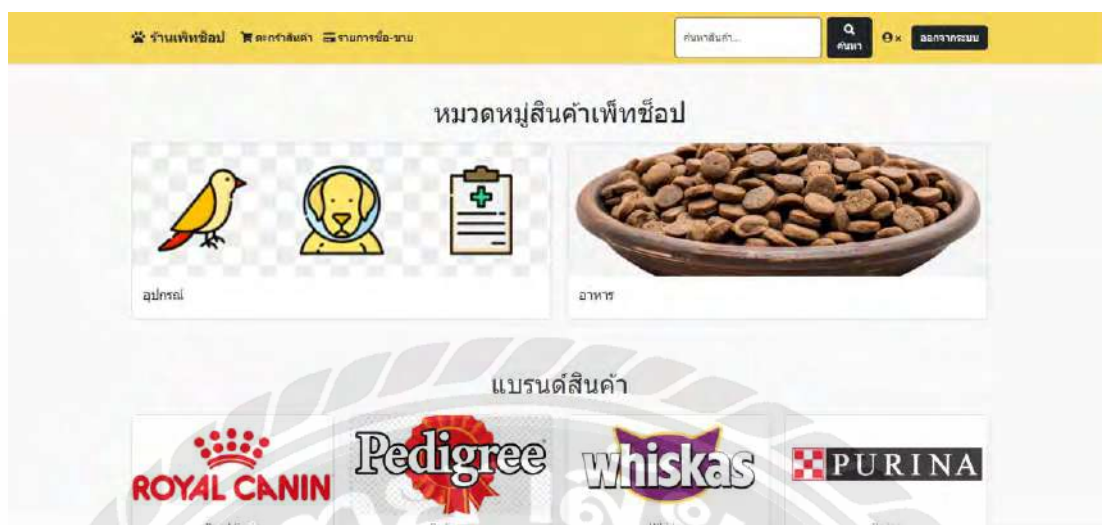 ร้านเพ็ทช็อป ตะกร้าสินค้า รายการซื้อ-ขาย ค้นหาสินค้า... ค้นหา x ออกจากระบบ
หมวดหมู่สินค้าเพ็ทช็อป
อุปกรณ์ อาหาร
แบรนด์สินค้า
ROYAL CANIN Pedigree whiskas PURINA